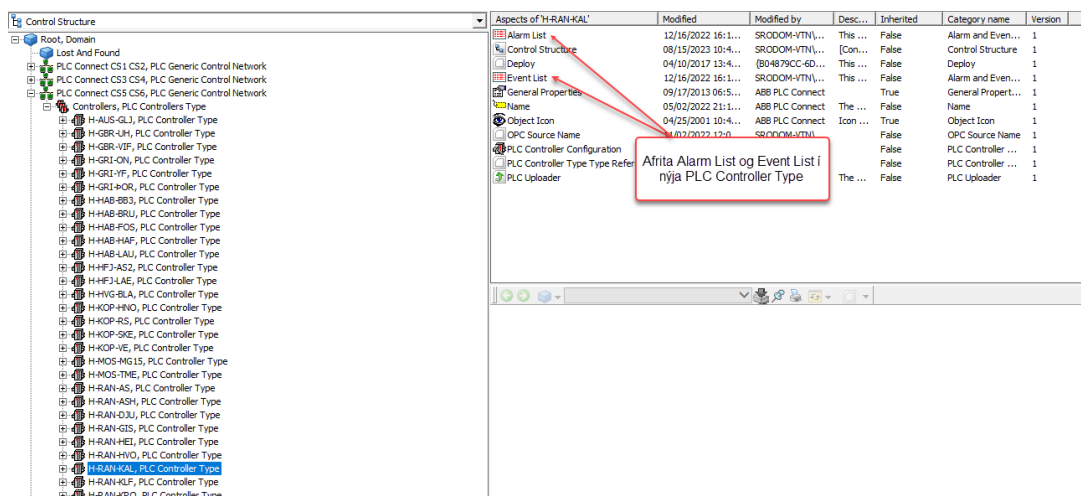 Control Structure
Root, Domain
Lost And Found
PLC Connect CS1 CS2, PLC Generic Control Network
PLC Connect CS3 CS4, PLC Generic Control Network
PLC Connect CS5 CS6, PLC Generic Control Network
Controllers, PLC Controllers Type
H-AUS-GLJ, PLC Controller Type
H-GBR-UH, PLC Controller Type
H-GBR-VIF, PLC Controller Type
H-GRI-ON, PLC Controller Type
H-GRI-YF, PLC Controller Type
H-GRI-ÞOR, PLC Controller Type
H-HAB-BB3, PLC Controller Type
H-HAB-BRU, PLC Controller Type
H-HAB-FOS, PLC Controller Type
H-HAB-HAF, PLC Controller Type
H-HAB-LAU, PLC Controller Type
H-HFJ-AS2, PLC Controller Type
H-HFJ-LAE, PLC Controller Type
H-HVG-BLA, PLC Controller Type
H-KOP-HNO, PLC Controller Type
H-KOP-RS, PLC Controller Type
H-KOP-SKE, PLC Controller Type
H-KOP-VE, PLC Controller Type
H-MOS-MG15, PLC Controller Type
H-MOS-TME, PLC Controller Type
H-RAN-AS, PLC Controller Type
H-RAN-ASH, PLC Controller Type
H-RAN-DJU, PLC Controller Type
H-RAN-GIS, PLC Controller Type
H-RAN-HEI, PLC Controller Type
H-RAN-HVO, PLC Controller Type
H-RAN-KAL, PLC Controller Type
H-RAN-KLF, PLC Controller Type
H-RAN-KRO, PLC Controller Type
Aspects of 'H-RAN-KAL' Modified Modified by Desc... Inherited Category name Version
Alarm List 12/16/2022 16:1... SRODOM-VTN\... This ... False Alarm and Even... 1
Control Structure 08/15/2023 10:4... SRODOM-VTN\... [Con... False Control Structure 1
Deploy 04/10/2017 13:4... {B04879CC-6D... This ... False Deploy 1
Event List 12/16/2022 16:1... SRODOM-VTN\... This ... False Alarm and Even... 1
General Properties 09/17/2013 06:5... ABB PLC Connect True General Propert... 1
Name 05/02/2022 21:1... ABB PLC Connect The ... False Name 1
Object Icon 04/25/2001 10:4... ABB PLC Connect Icon ... True Object Icon 1
OPC Source Name 11/02/2022 12:0... SRODOM-VTN\... False OPC Source Name 1
PLC Controller Configuration False PLC Controller ... 1
PLC Controller Type Type Refer False PLC Controller ... 1
PLC Uploader The ... False PLC Uploader 1
Afrita Alarm List og Event List í
nýja PLC Controller Type